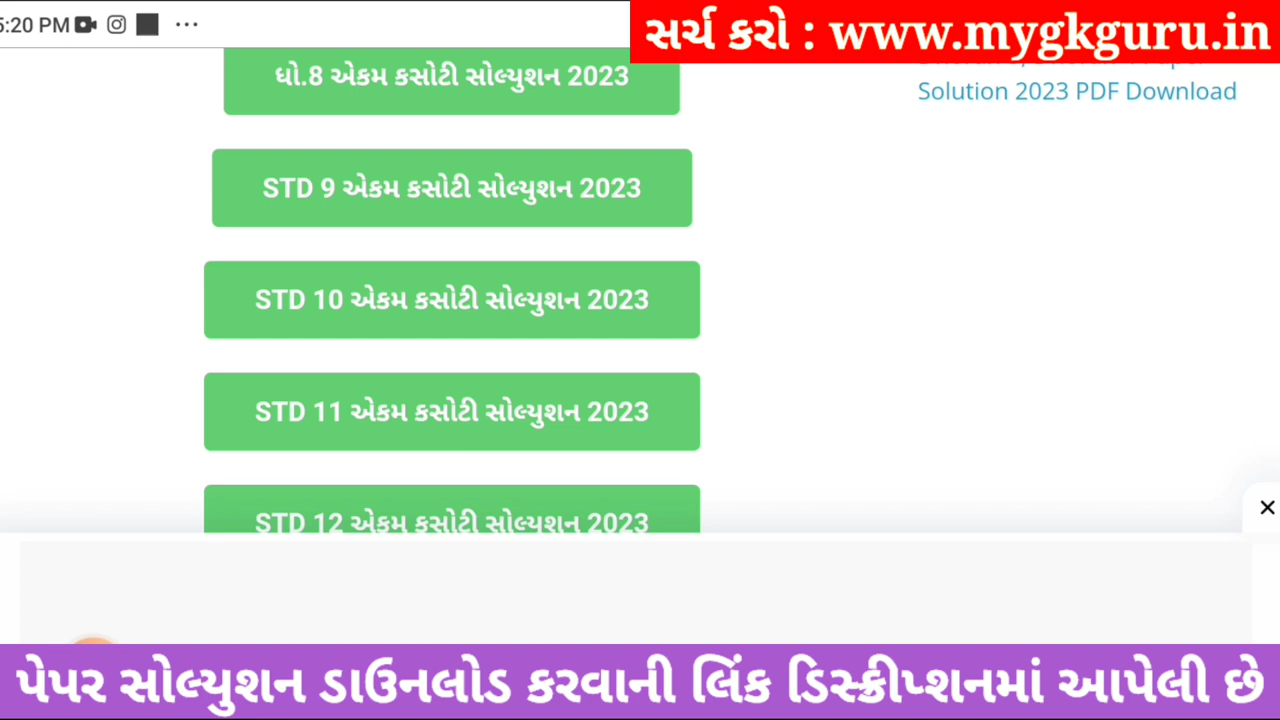 5:20 PM
સર્ચ કરો : www.mygkguru.in
ધો.8 એકમ કસોટી સોલ્યુશન 2023
Solution 2023 PDF Download
STD 9 એકમ કસોટી સોલ્યુશન 2023
STD 10 એકમ કસોટી સોલ્યુશન 2023
STD 11 એકમ કસોટી સોલ્યુશન 2023
STD 12 એકમ કસોટી સોલ્યુશન 2023
પેપર સોલ્યુશન ડાઉનલોડ કરવાની લિંક ડિસ્ક્રીપ્શનમાં આપેલી છે